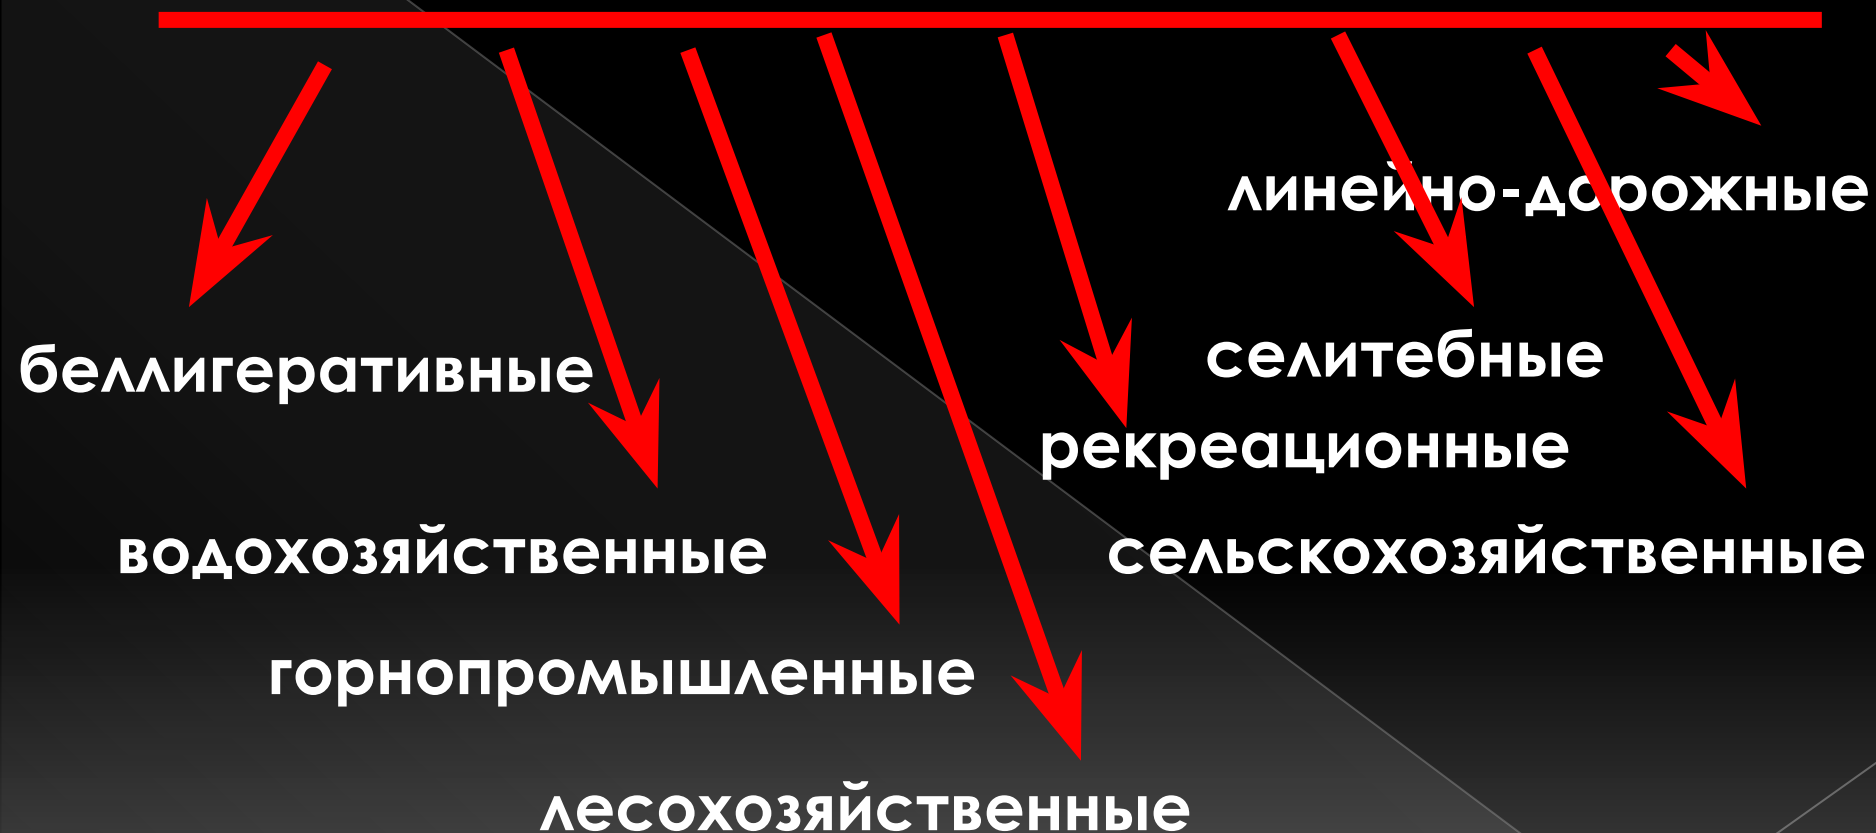 линейно-дорожные
селитебные
беллигеративные
рекреационные
водохозяйственные
сельскохозяйственные
горнопромышленные
лесохозяйственные